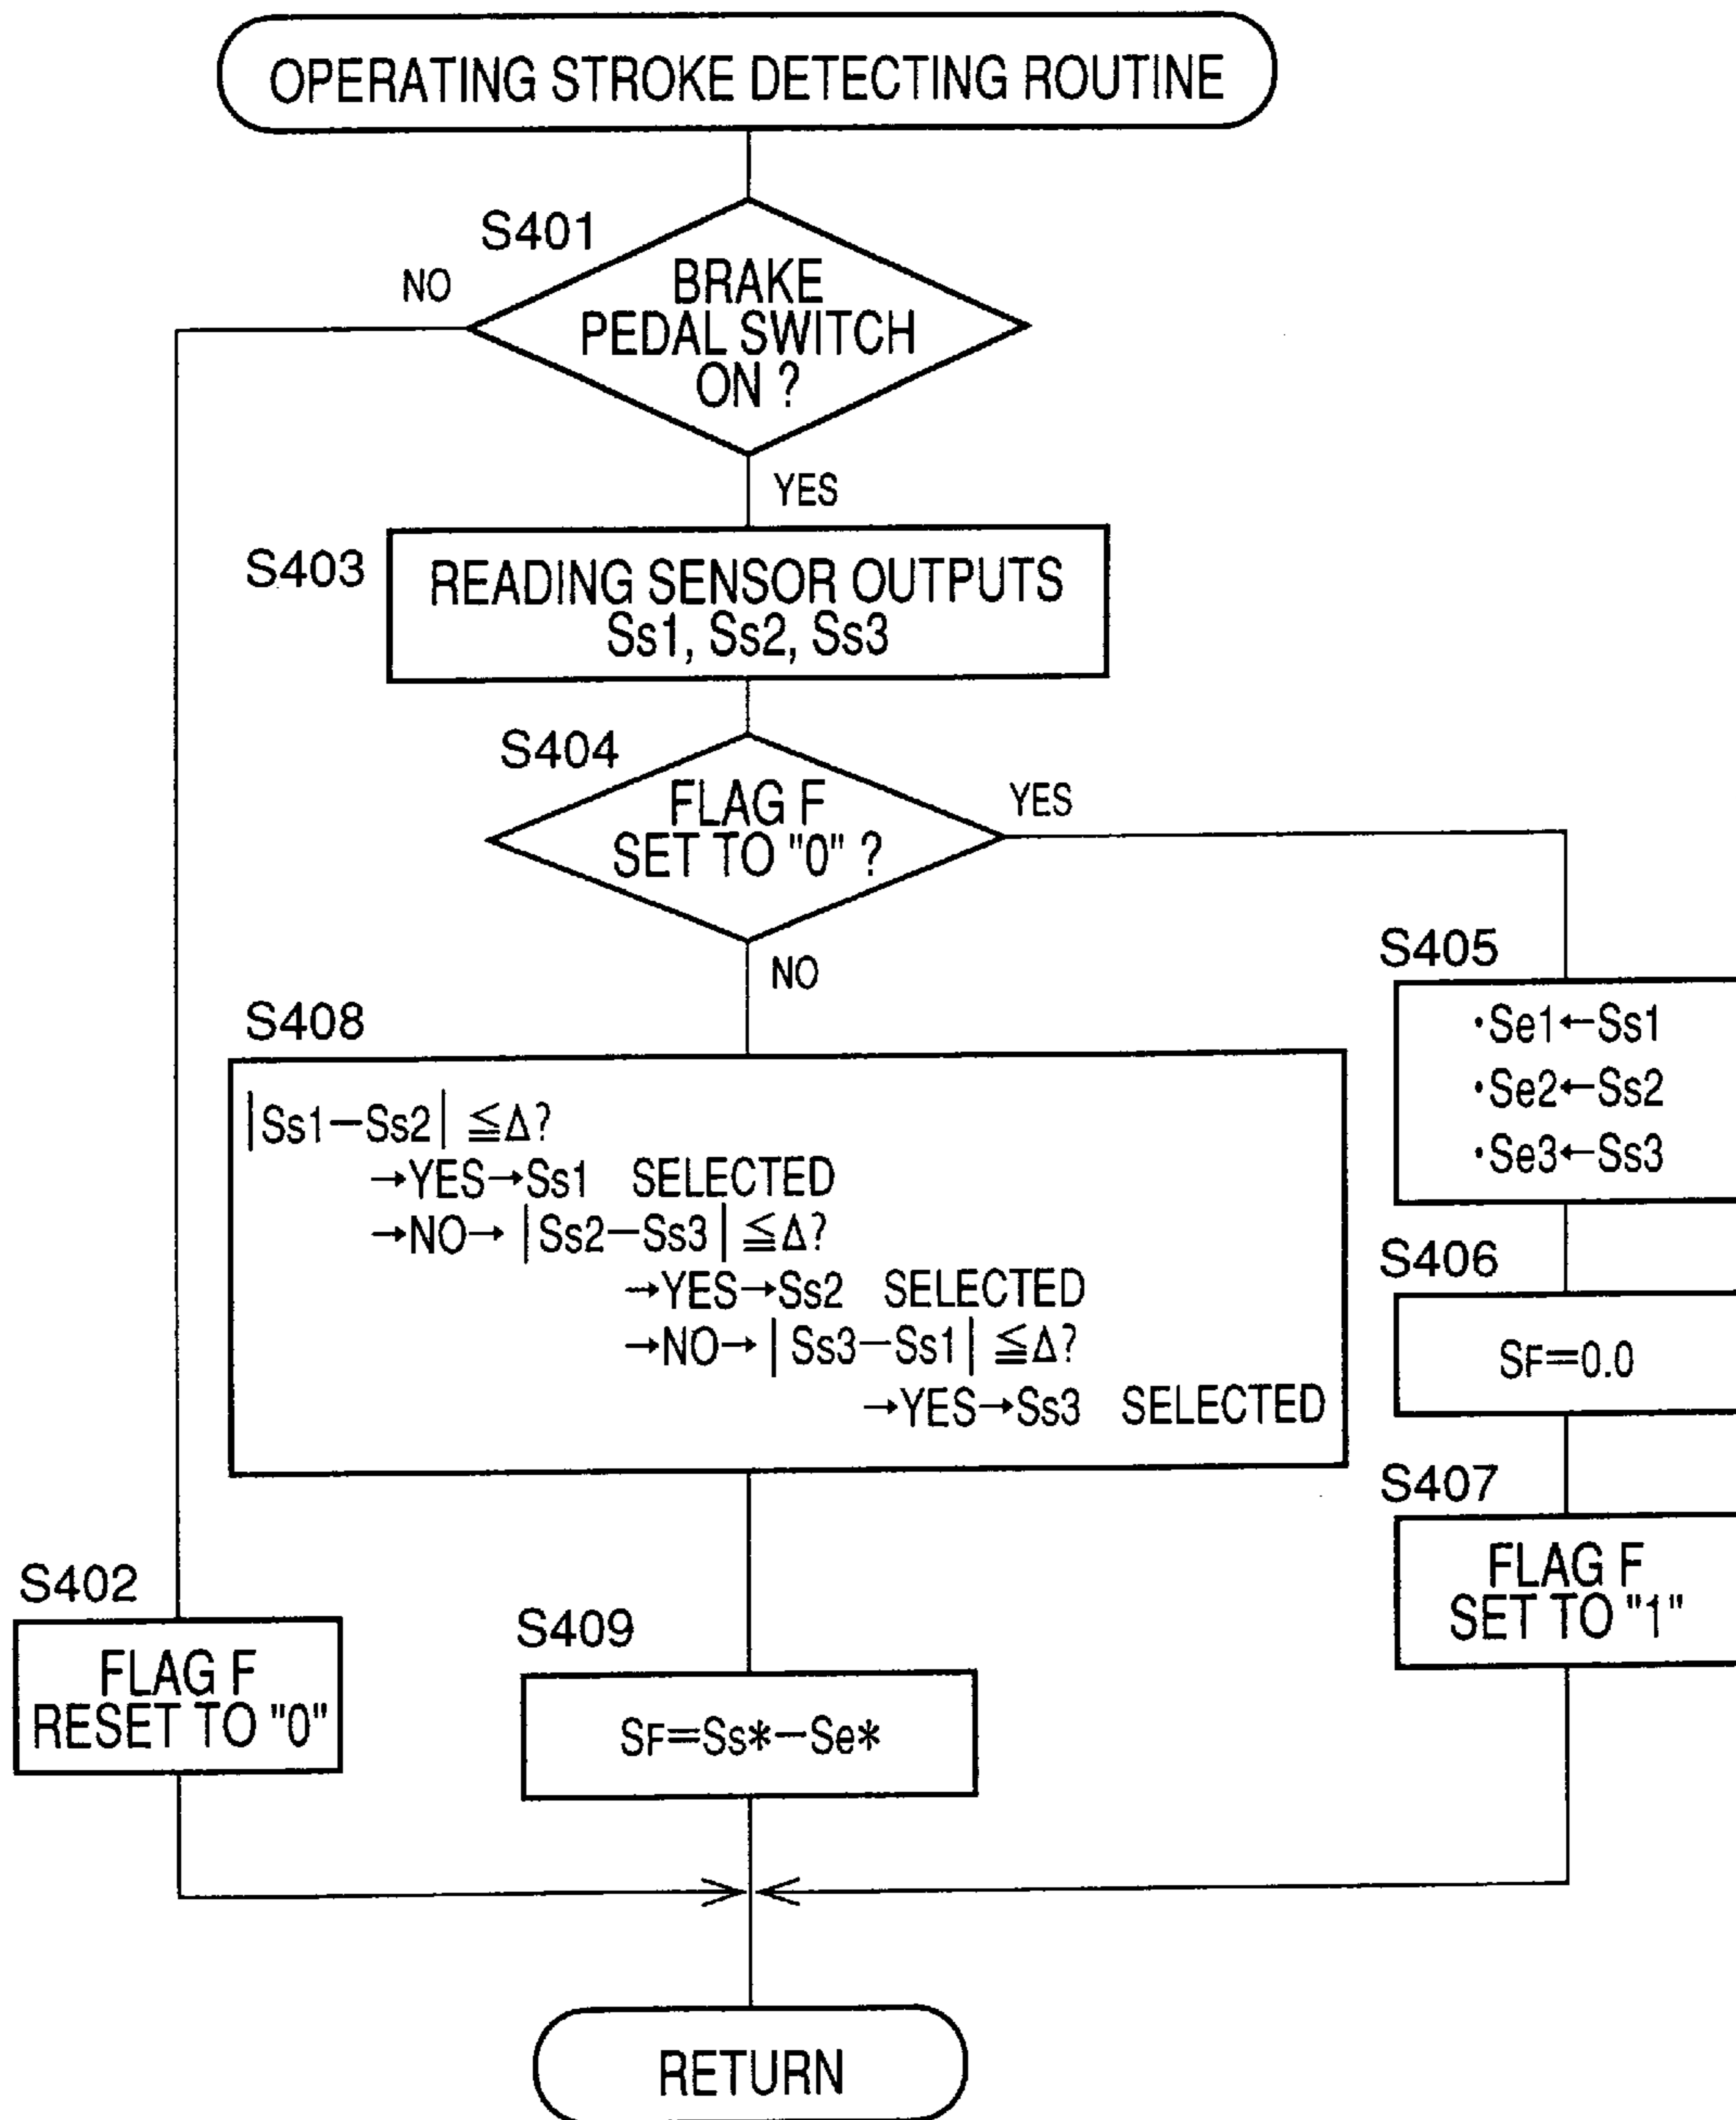 OPERATING STROKE DETECTING ROUTINE
S401
NO
BRAKE
PEDAL SWITCH
ON ?
YES
S403
READING SENSOR OUTPUTS
Ss1, Ss2, Ss3
S404
FLAG F
SET TO "0" ?
YES
NO
S405
·Se1←Ss1
·Se2←Ss2
·Se3←Ss3
S408
|Ss1−Ss2| ≦Δ?
→YES→Ss1 SELECTED
→NO→ |Ss2−Ss3| ≦Δ?
→YES→Ss2 SELECTED
→NO→ |Ss3−Ss1| ≦Δ?
→YES→Ss3 SELECTED
S406
SF=0.0
S407
FLAG F
SET TO "1"
S402
FLAG F
RESET TO "0"
S409
SF=Ss*−Se*
RETURN